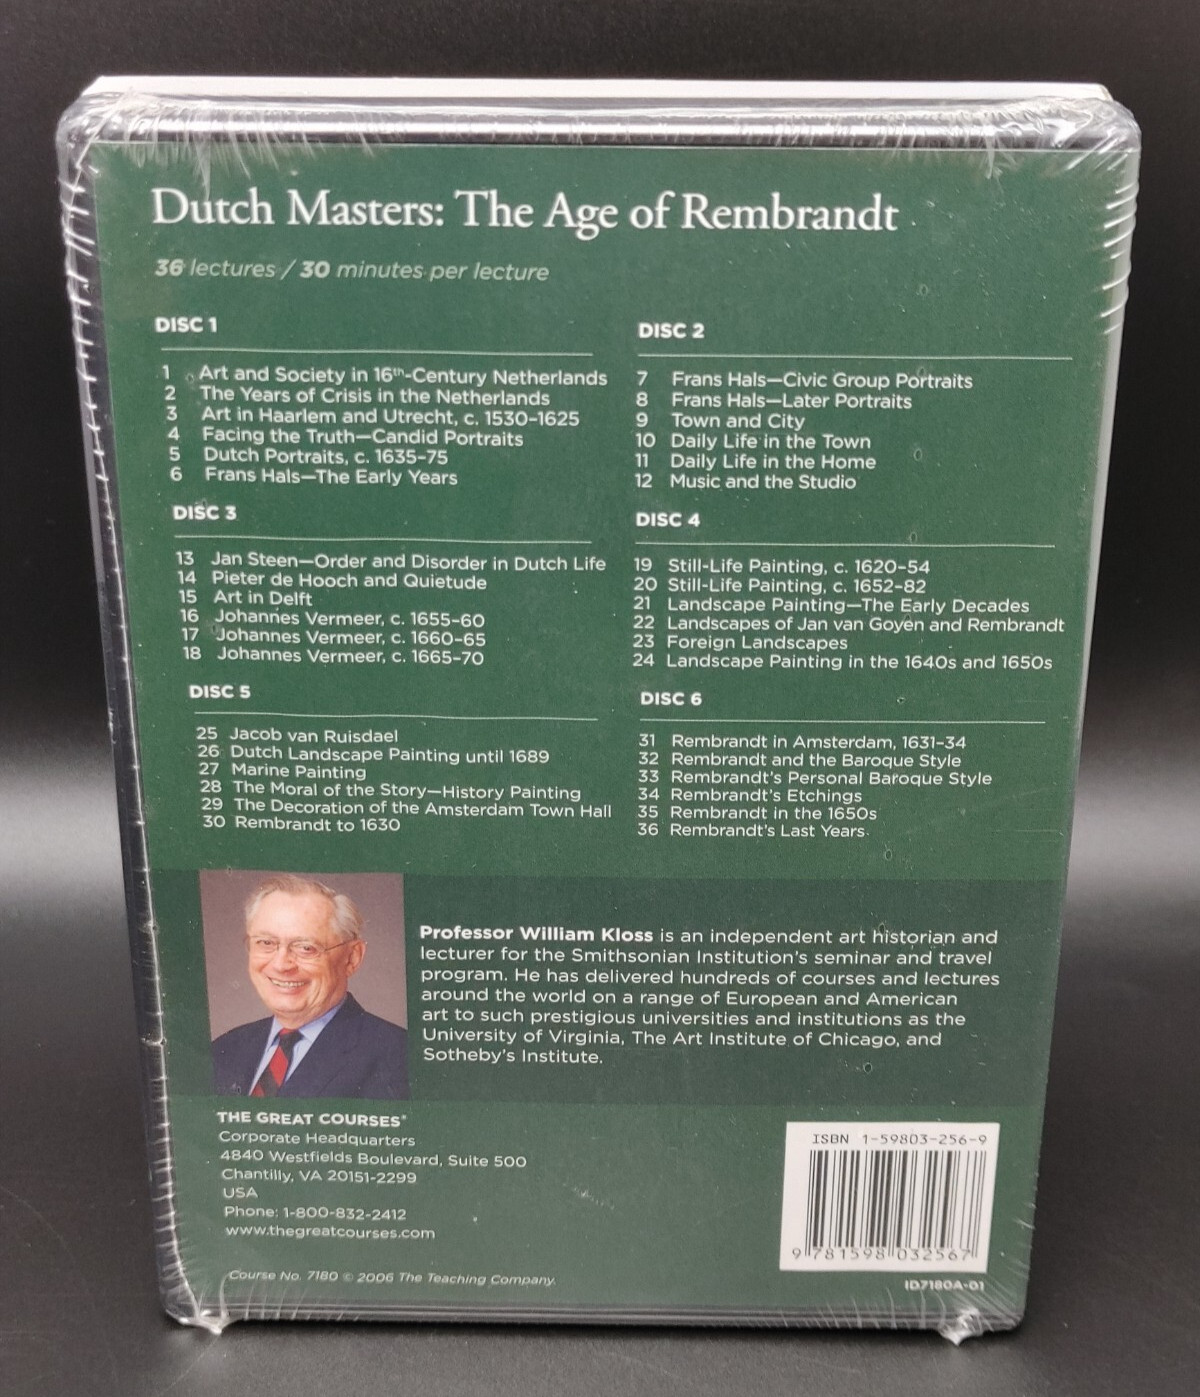 Dutch Masters: The Age of Rembrandt
36 lectures / 30 minutes per lecture
DISC 1
1 Art and Society in 16th-Century Netherlands
2 The Years of Crisis in the Netherlands
3 Art in Haarlem and Utrecht, c. 1530–1625
4 Facing the Truth—Candid Portraits
5 Dutch Portraits, c. 1635–75
6 Frans Hals—The Early Years
DISC 2
7 Frans Hals—Civic Group Portraits
8 Frans Hals—Later Portraits
9 Town and City
10 Daily Life in the Town
11 Daily Life in the Home
12 Music and the Studio
DISC 3
13 Jan Steen—Order and Disorder in Dutch Life
14 Pieter de Hooch and Quietude
15 Art in Delft
16 Johannes Vermeer, c. 1655–60
17 Johannes Vermeer, c. 1660–65
18 Johannes Vermeer, c. 1665–70
DISC 4
19 Still-Life Painting, c. 1620–54
20 Still-Life Painting, c. 1652–82
21 Landscape Painting—The Early Decades
22 Landscapes of Jan van Goyen and Rembrandt
23 Foreign Landscapes
24 Landscape Painting in the 1640s and 1650s
DISC 5
25 Jacob van Ruisdael
26 Dutch Landscape Painting until 1689
27 Marine Painting
28 The Moral of the Story—History Painting
29 The Decoration of the Amsterdam Town Hall
30 Rembrandt to 1630
DISC 6
31 Rembrandt in Amsterdam, 1631–34
32 Rembrandt and the Baroque Style
33 Rembrandt's Personal Baroque Style
34 Rembrandt's Etchings
35 Rembrandt in the 1650s
36 Rembrandt's Last Years
Professor William Kloss is an independent art historian and
lecturer for the Smithsonian Institution's seminar and travel
program. He has delivered hundreds of courses and lectures
around the world on a range of European and American
art to such prestigious universities and institutions as the
University of Virginia, The Art Institute of Chicago, and
Sotheby's Institute.
THE GREAT COURSES®
Corporate Headquarters
4840 Westfields Boulevard, Suite 500
Chantilly, VA 20151-2299
USA
Phone: 1-800-832-2412
www.thegreatcourses.com
Course No. 7180 © 2006 The Teaching Company.
ISBN 1-59803-256-9
9 781598 032567
ID7180A-01